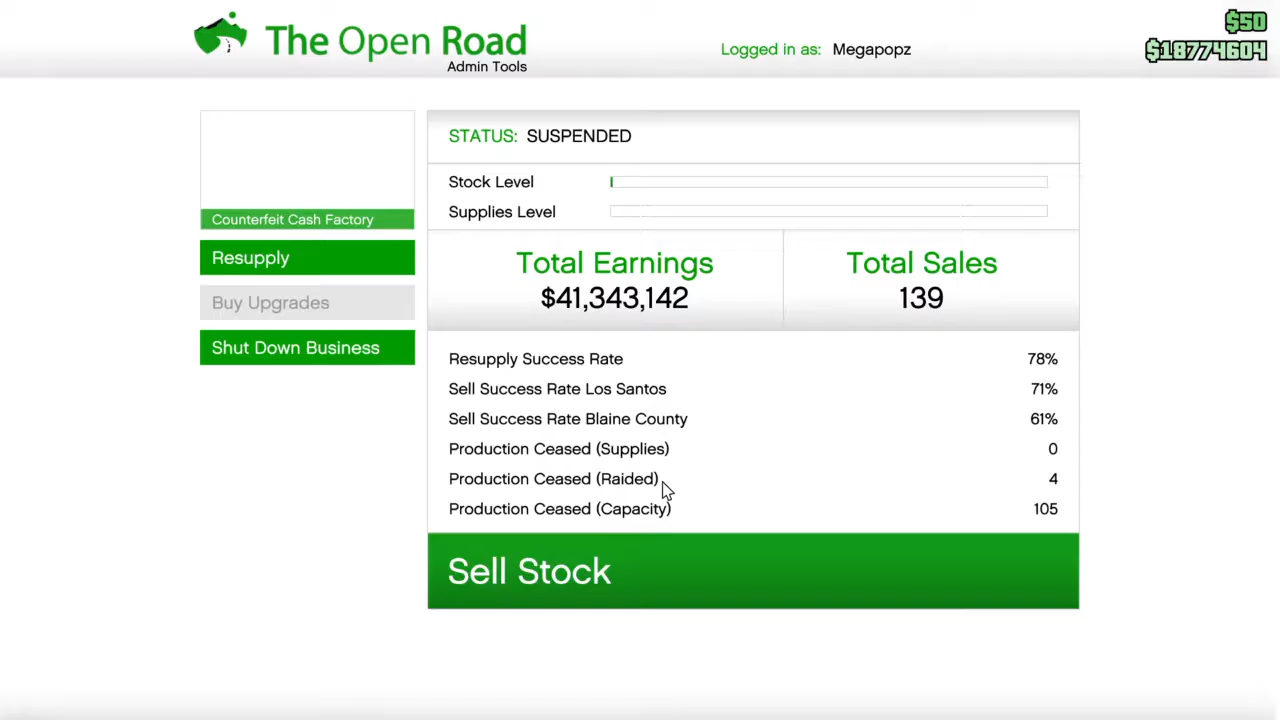 The Open Road
Admin Tools
Logged in as: Megapopz
$50
$18774604
Counterfeit Cash Factory
Resupply
Buy Upgrades
Shut Down Business
STATUS: SUSPENDED
Stock Level
Supplies Level
Total Earnings
$41,343,142
Total Sales
139
Resupply Success Rate 78%
Sell Success Rate Los Santos 71%
Sell Success Rate Blaine County 61%
Production Ceased (Supplies) 0
Production Ceased (Raided) 4
Production Ceased (Capacity) 105
Sell Stock